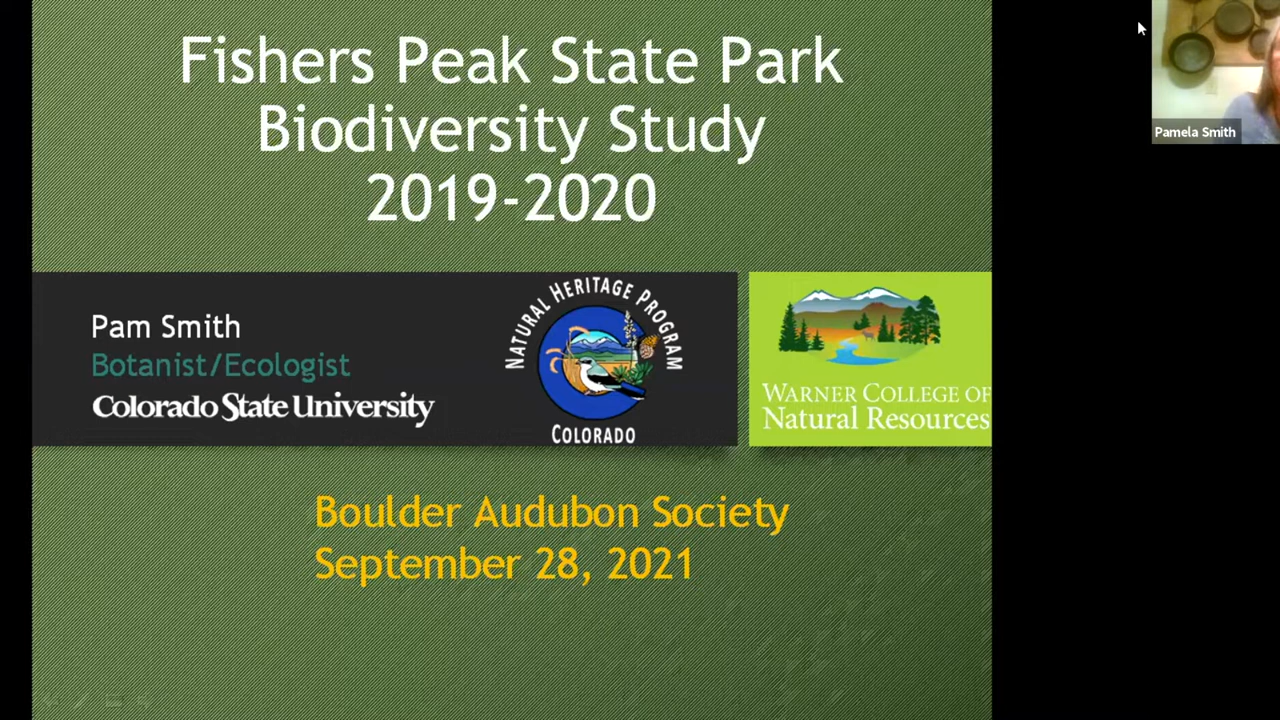 Fishers Peak State Park
Biodiversity Study
2019-2020
Pamela Smith
Pam Smith
Botanist/Ecologist
Colorado State University
NATURAL HERITAGE PROGRAM
COLORADO
WARNER COLLEGE OF
Natural Resources
Boulder Audubon Society
September 28, 2021